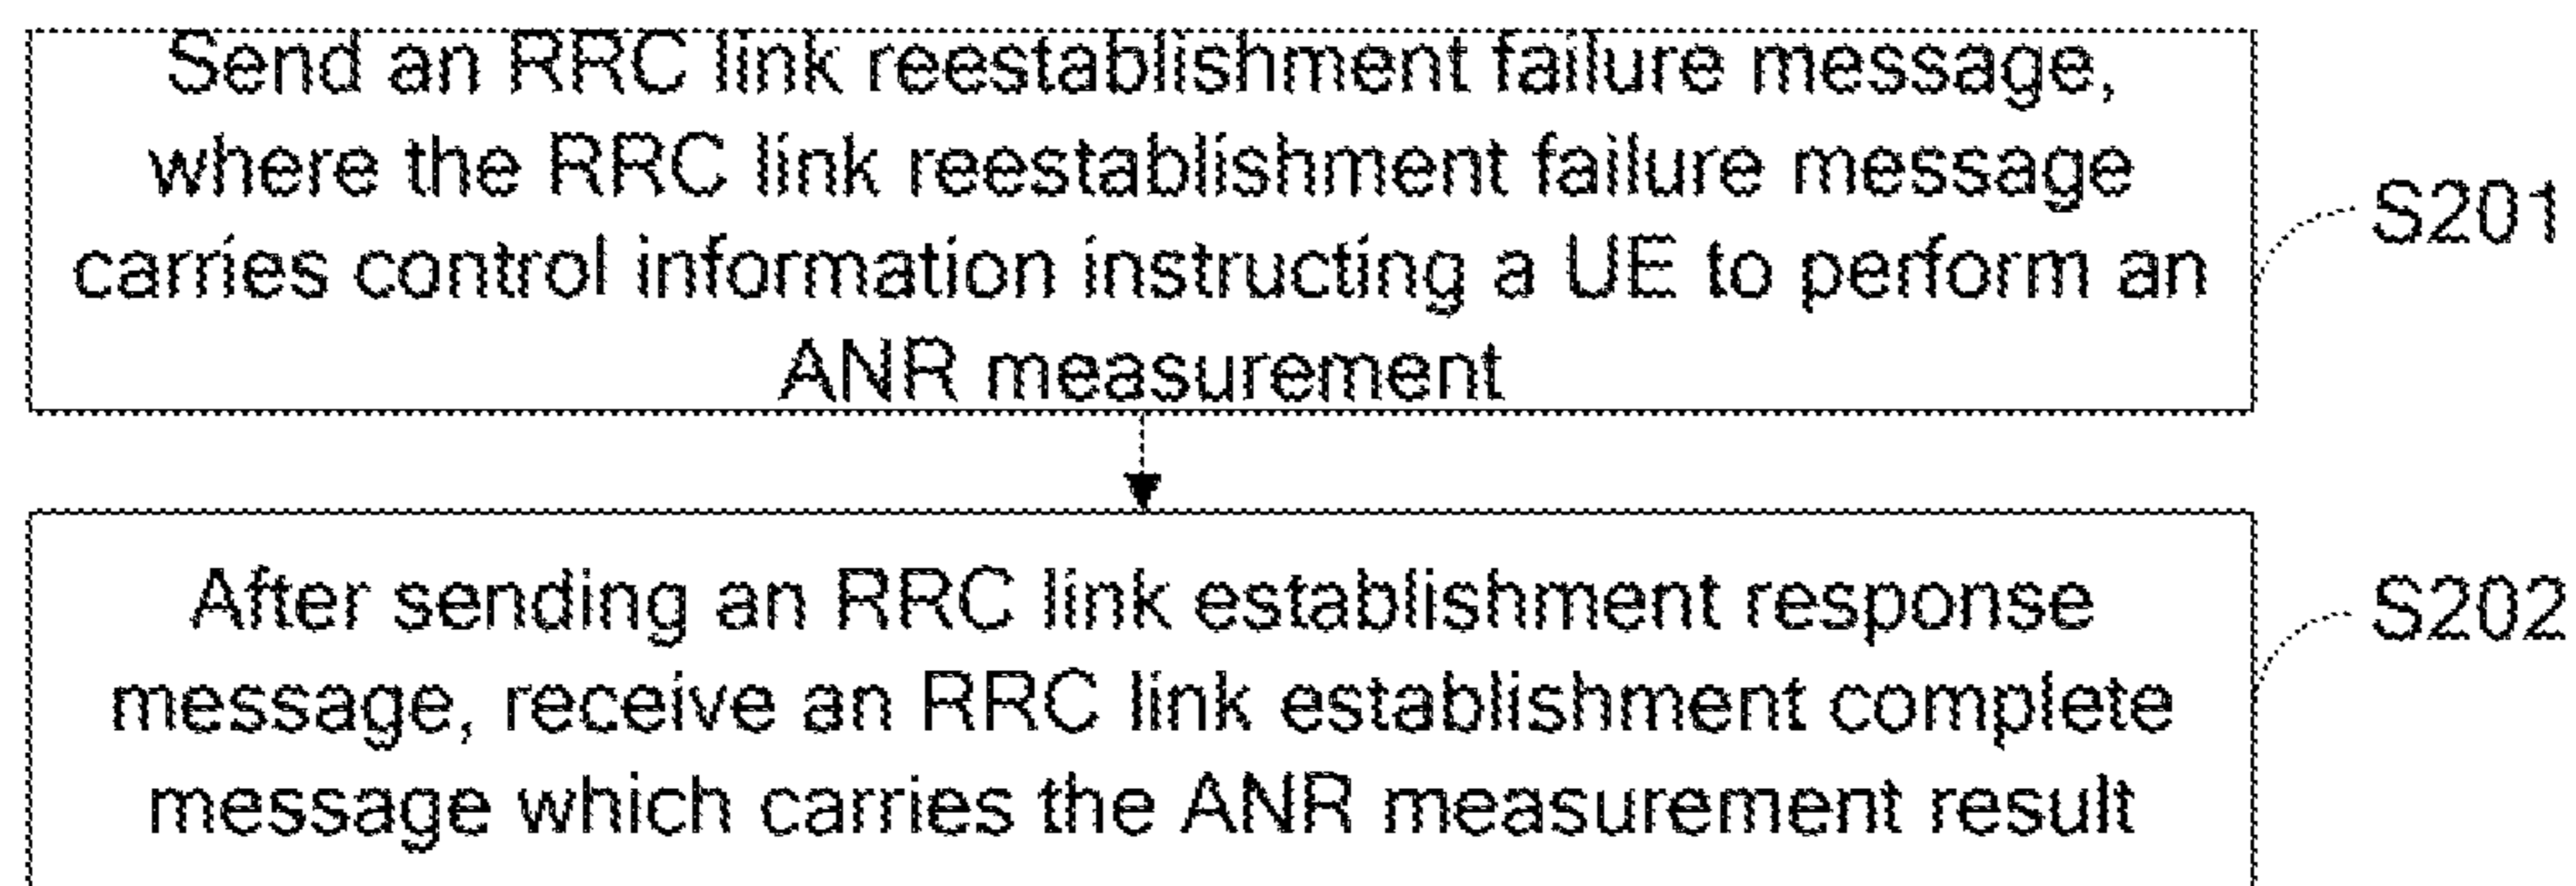 Send an RRC link reestablishment failure message,
where the RRC link reestablishment failure message
carries control information instructing a UE to perform an
ANR measurement
S201
After sending an RRC link establishment response
message, receive an RRC link establishment complete
message which carries the ANR measurement result
S202